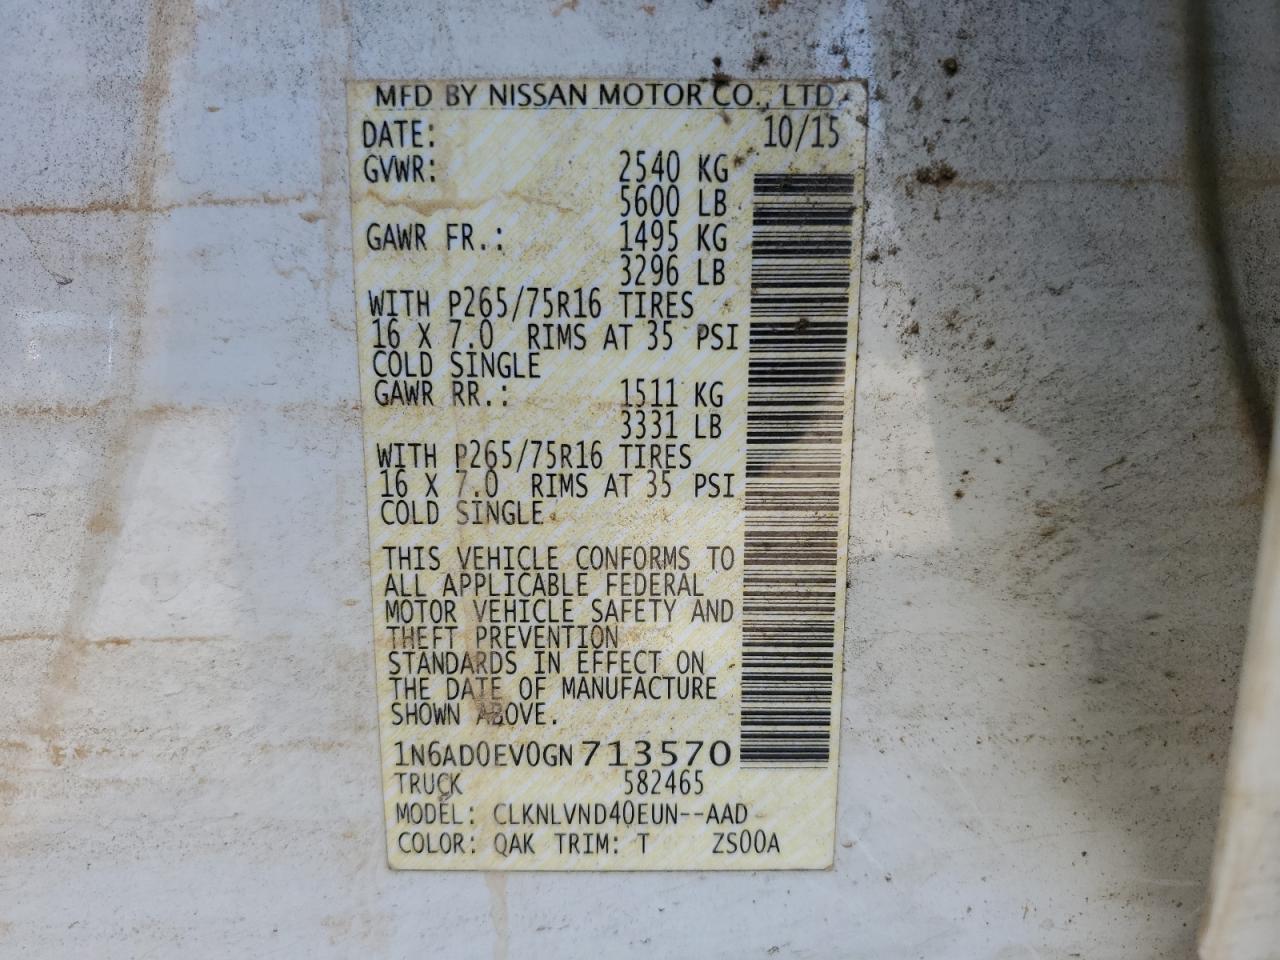 MFD BY NISSAN MOTOR CO., LTD.
DATE: 10/15
GVWR: 2540 KG
5600 LB
GAWR FR.: 1495 KG
3296 LB
WITH P265/75R16 TIRES
16 X 7.0 RIMS AT 35 PSI
COLD SINGLE
GAWR RR.: 1511 KG
3331 LB
WITH P265/75R16 TIRES
16 X 7.0 RIMS AT 35 PSI
COLD SINGLE
THIS VEHICLE CONFORMS TO
ALL APPLICABLE FEDERAL
MOTOR VEHICLE SAFETY AND
THEFT PREVENTION
STANDARDS IN EFFECT ON
THE DATE OF MANUFACTURE
SHOWN ABOVE.
1N6AD0EV0GN713570
TRUCK 582465
MODEL: CLKNLVND40EUN--AAD
COLOR: QAK TRIM: T ZS00A